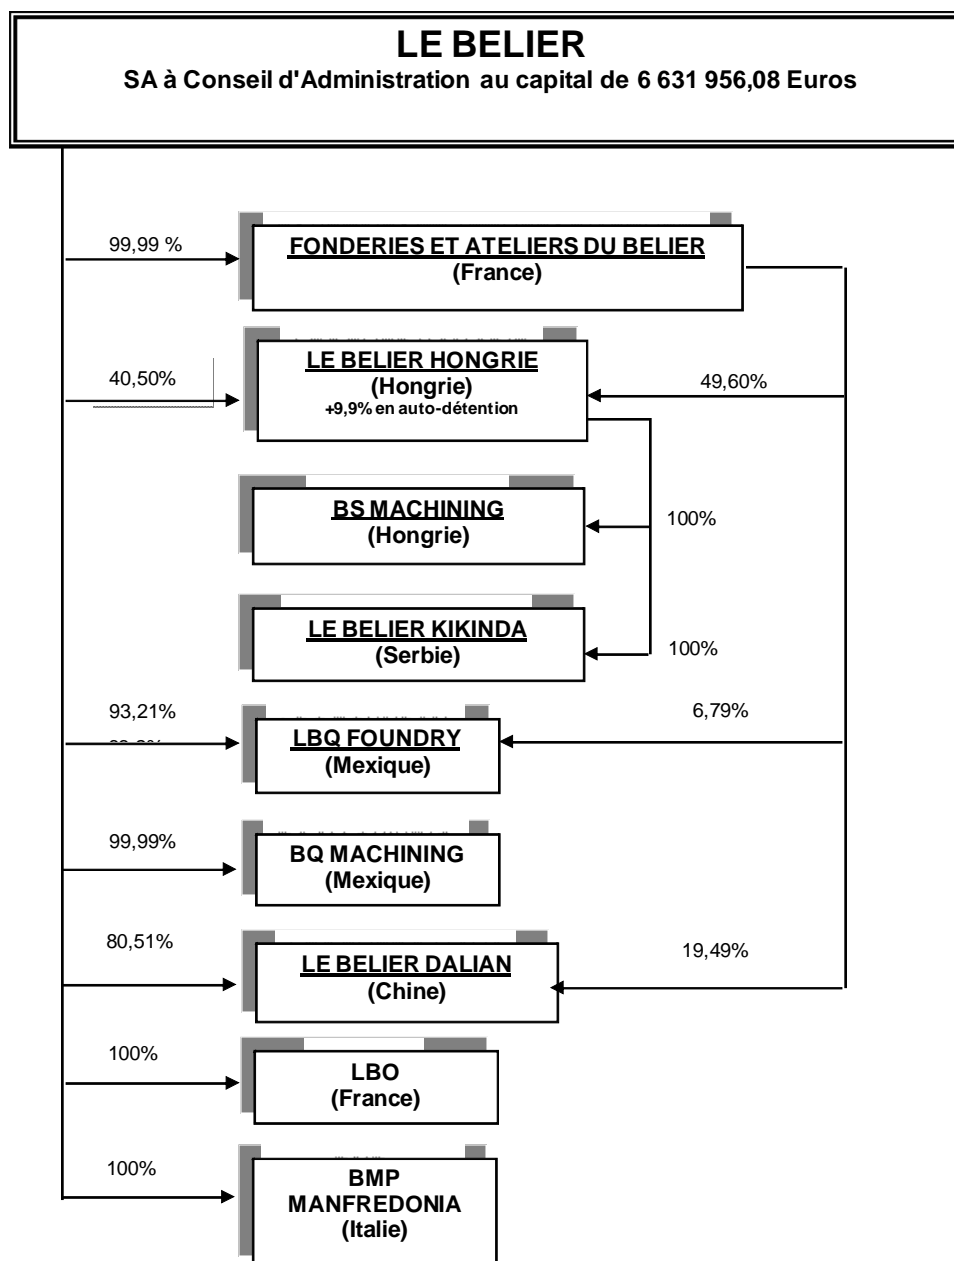 LE BELIER
SA à Conseil d'Administration au capital de 6 631 956,08 Euros
99,99 %
FONDERIES ET ATELIERS DU BELIER
(France)
40,50%
LE BELIER HONGRIE
(Hongrie)
+9,9% en auto-détention
49,60%
BS MACHINING
(Hongrie)
100%
LE BELIER KIKINDA
(Serbie)
100%
93,21%
LBQ FOUNDRY
(Mexique)
6,79%
99,99%
BQ MACHINING
(Mexique)
80,51%
LE BELIER DALIAN
(Chine)
19,49%
100%
LBO
(France)
100%
BMP
MANFREDONIA
(Italie)